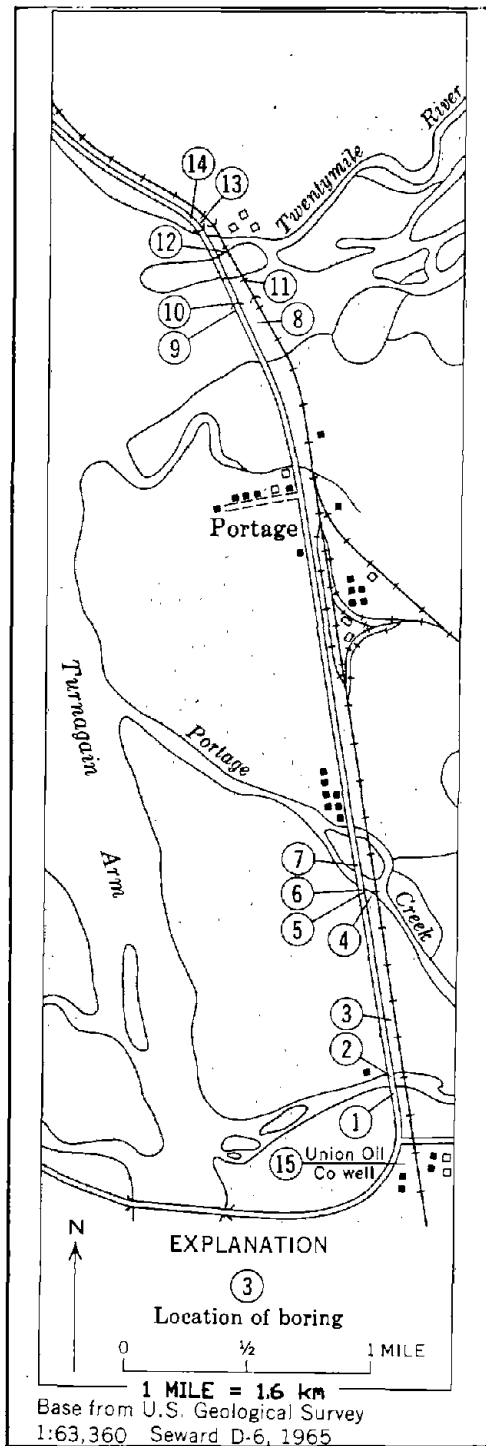 Twentymile River
14
13
12
11
10
8
9
Portage
Turnagain Arm
Portage Creek
7
6
5
4
3
2
1
15
Union Oil
Co well
N
EXPLANATION
3
Location of boring
0 ½ 1 MILE
1 MILE = 1.6 km
Base from U.S. Geological Survey
1:63,360 Seward D-6, 1965